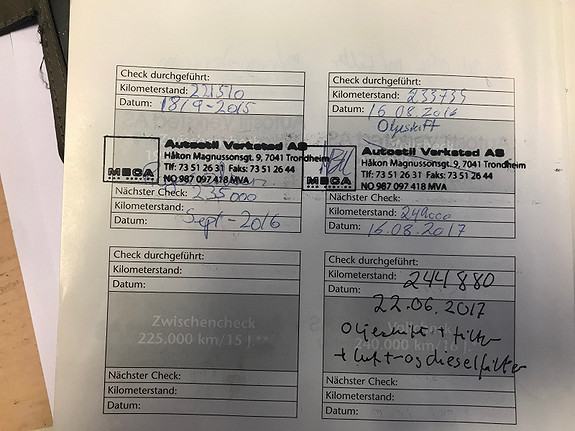 Check durchgeführt:
Kilometerstand: 221510
Datum: 18/9-2015
MECA
Autostil Verksted AS
Håkon Magnussonsgt. 9, 7041 Trondheim
Tlf: 73 51 26 31 Faks: 73 51 26 44
NO 987 097 418 MVA
Nächster Check:
Kilometerstand: 235000
Datum: Sept-2016
Check durchgeführt:
Kilometerstand: 233735
Datum: 16.08.2016
Oljeskift
MECA
Autostil Verksted AS
Håkon Magnussonsgt. 9, 7041 Trondheim
Tlf: 73 51 26 31 Faks: 73 51 26 44
NO 987 097 418 MVA
Nächster Check:
Kilometerstand: 249000
Datum: 16.08.2017
Check durchgeführt:
Kilometerstand:
Datum:
Zwischencheck
225.000 km/15 J.**
Nächster Check:
Kilometerstand:
Datum:
Check durchgeführt:
Kilometerstand: 244880
Datum: 22.06.2017
Oljeskift + filter
240.000 km/16 J.
+ luft-og dieselfilter
Nächster Check:
Kilometerstand:
Datum: